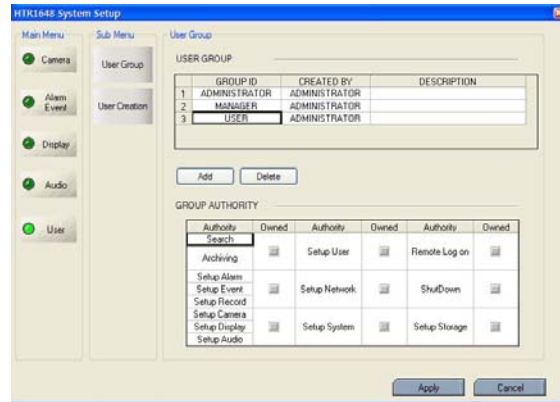 HTR1648 System Setup
Main Menu
Sub Menu
User Group
Camera
Alarm Event
Display
Audio
User
User Group
User Creation
USER GROUP
GROUP ID CREATED BY DESCRIPTION
1 ADMINISTRATOR ADMINISTRATOR
2 MANAGER ADMINISTRATOR
3 USER ADMINISTRATOR
Add Delete
GROUP AUTHORITY
Authority Owned Authority Owned Authority Owned
Search
Archiving
Setup User
Remote Log on
Setup Alarm
Setup Event
Setup Record
Setup Network
ShutDown
Setup Camera
Setup Display
Setup Audio
Setup System
Setup Storage
Apply Cancel